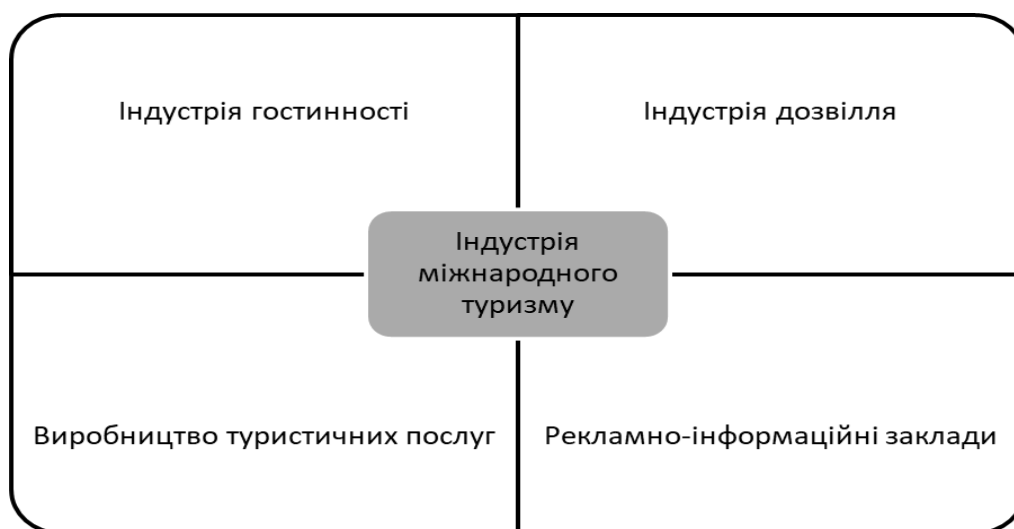 Індустрія гостинності
Індустрія дозвілля
Індустрія
міжнародного
туризму
Виробництво туристичних послуг
Рекламно-інформаційні заклади